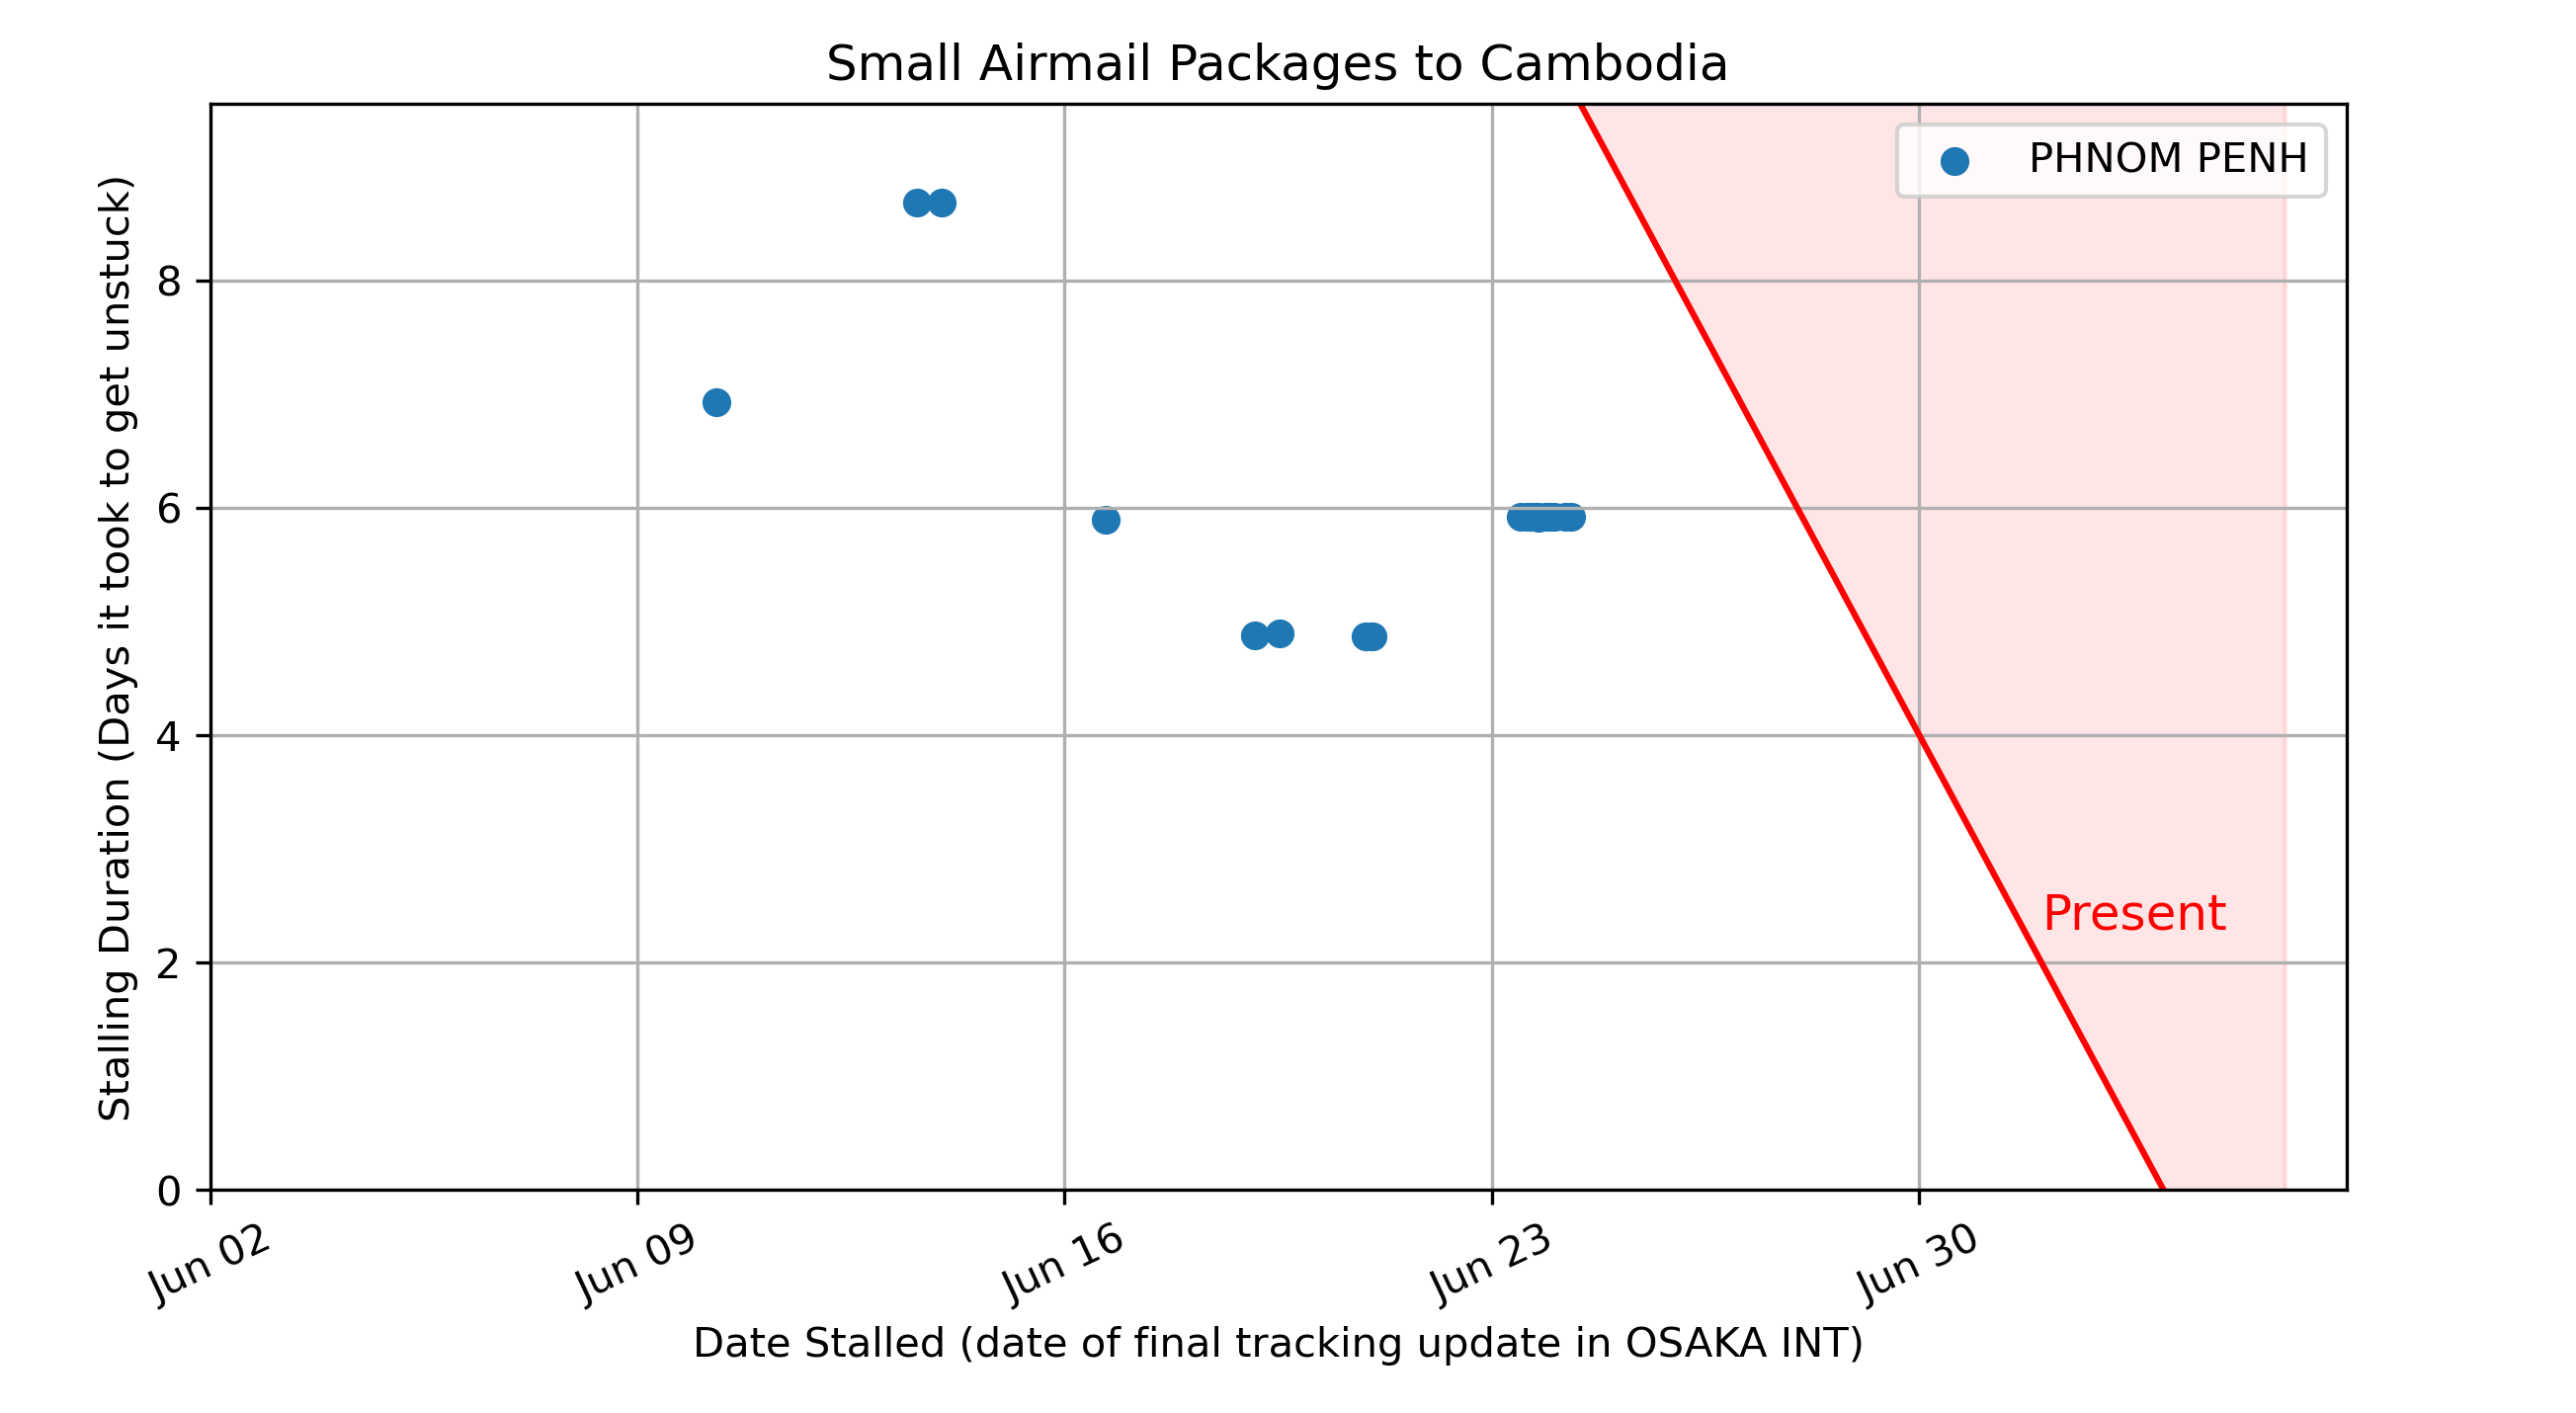 Small Airmail Packages to Cambodia
PHNOM PENH
Stalling Duration (Days it took to get unstuck)
8
6
4
2
0
Present
Jun 02
Jun 09
Jun 16
Jun 23
Jun 30
Date Stalled (date of final tracking update in OSAKA INT)